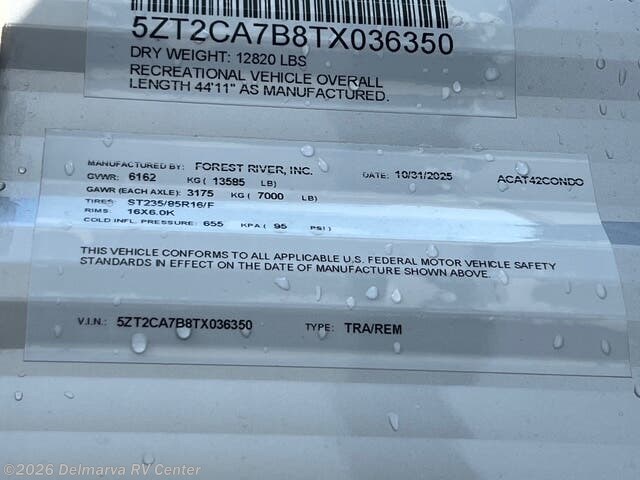 5ZT2CA7B8TX036350
DRY WEIGHT: 12820 LBS
RECREATIONAL VEHICLE OVERALL
LENGTH 44'11" AS MANUFACTURED.
MANUFACTURED BY: FOREST RIVER, INC. DATE: 10/31/2025 ACAT42CONDO
GVWR: 6162 KG ( 13585 LB)
GAWR (EACH AXLE): 3175 KG ( 7000 LB)
TIRES: ST235/85R16/F
RIMS: 16X6.0K
COLD INFL. PRESSURE: 655 KPA ( 95 PSI )
THIS VEHICLE CONFORMS TO ALL APPLICABLE U.S. FEDERAL MOTOR VEHICLE SAFETY
STANDARDS IN EFFECT ON THE DATE OF MANUFACTURE SHOWN ABOVE.
V.I.N.: 5ZT2CA7B8TX036350 TYPE: TRA/REM
©2026 Delmarva RV Center